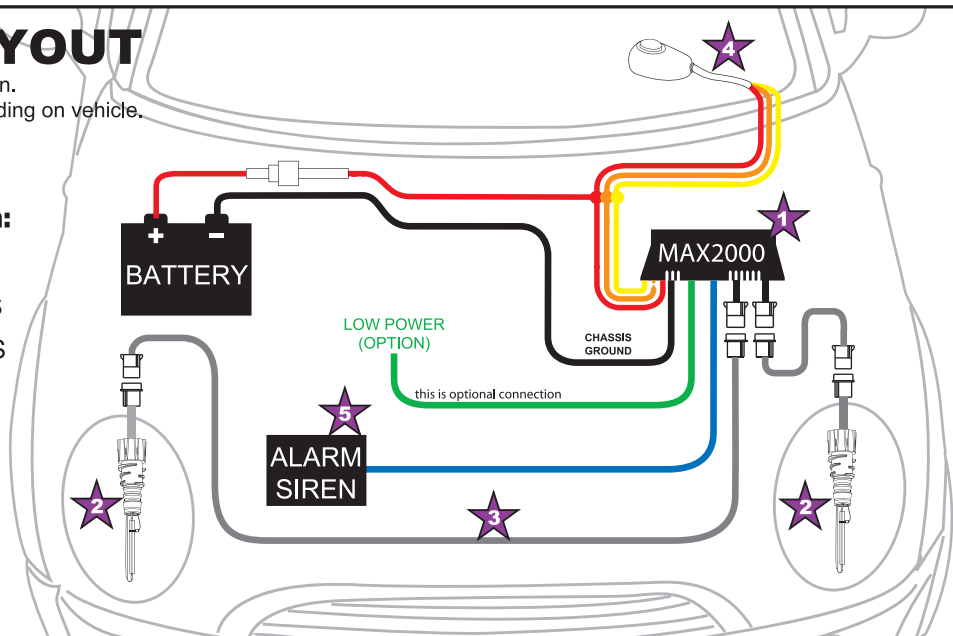 YOUT
n.
ding on vehicle.
:
S
S
4
1
+ −
BATTERY
MAX2000
LOW POWER
(OPTION)
CHASSIS
GROUND
this is optional connection
5
ALARM
SIREN
2
3
2